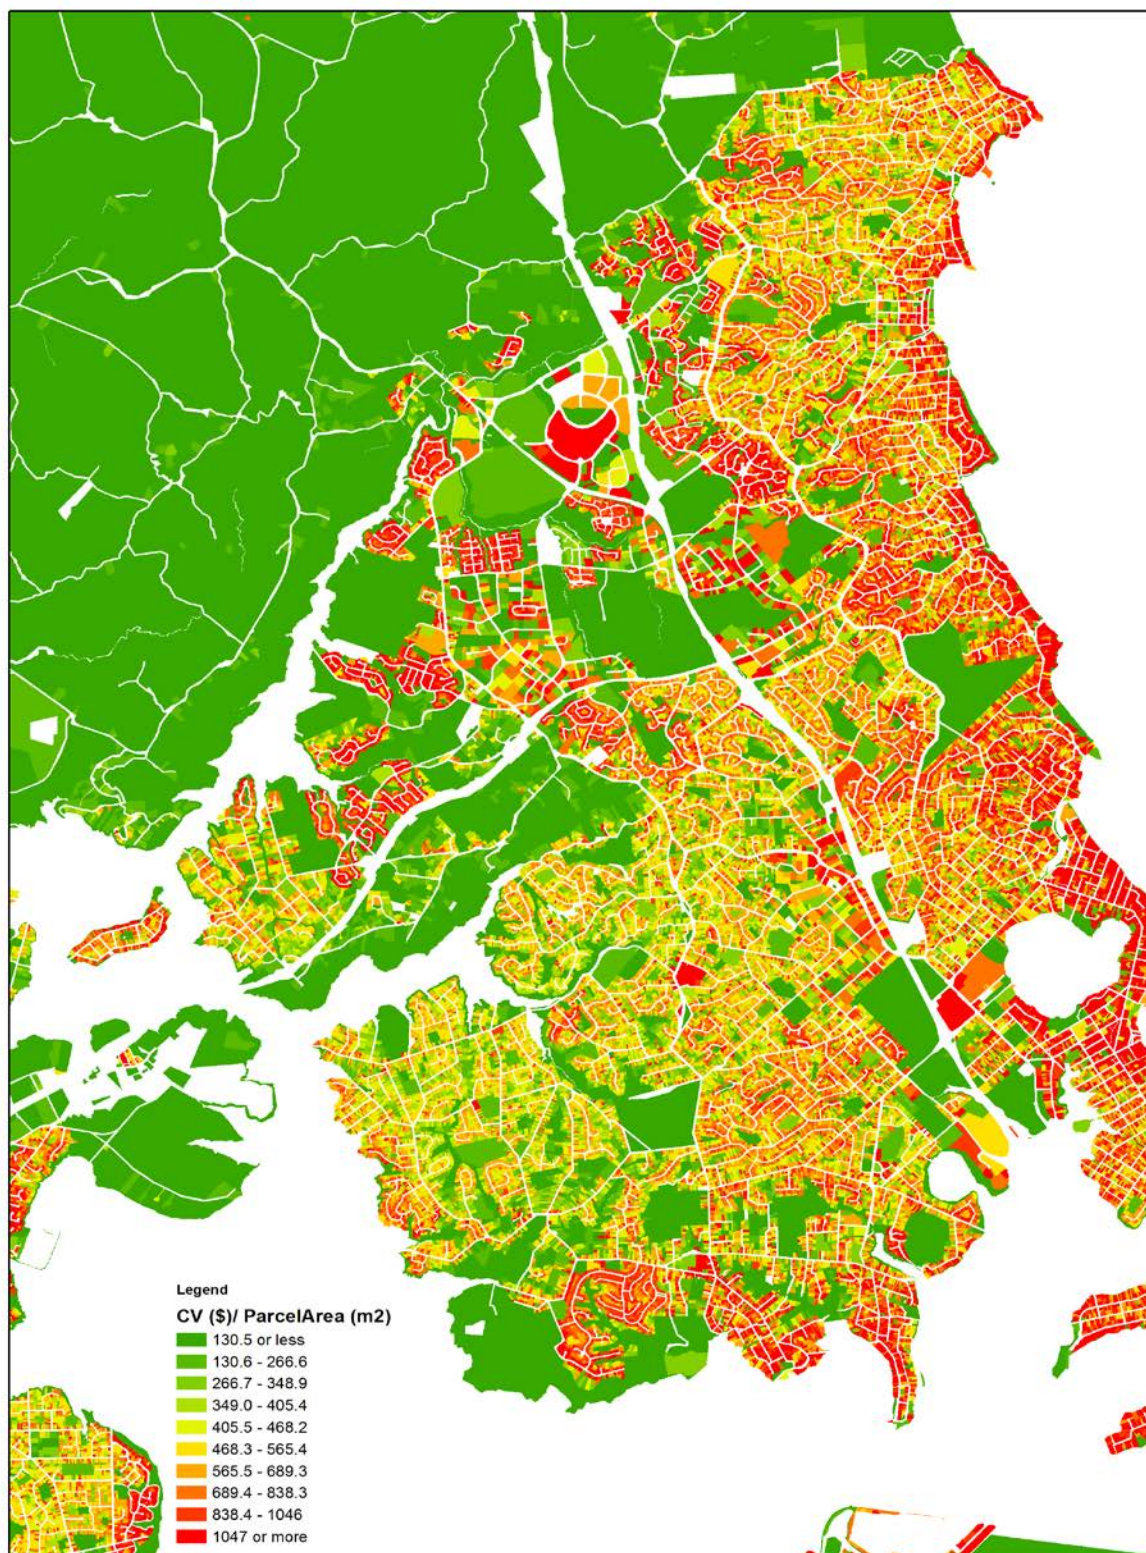 Legend
CV ($)/ ParcelArea (m2)
130.5 or less
130.6 - 266.6
266.7 - 348.9
349.0 - 405.4
405.5 - 468.2
468.3 - 565.4
565.5 - 689.3
689.4 - 838.3
838.4 - 1046
1047 or more